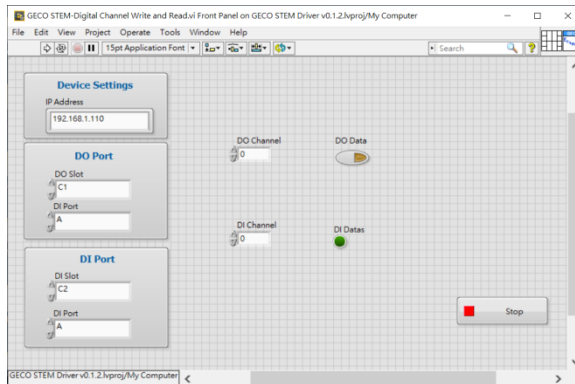 GECO STEM-Digital Channel Write and Read.vi Front Panel on GECO STEM Driver v0.1.2.lvproj/My Computer
File Edit View Project Operate Tools Window Help
15pt Application Font
Search
Device Settings
IP Address
192.168.1.110
DO Port
DO Slot
C1
DI Port
A
DO Channel
0
DO Data
DI Channel
0
DI Datas
DI Port
DI Slot
C2
DI Port
A
Stop
GECO STEM Driver v0.1.2.lvproj/My Computer